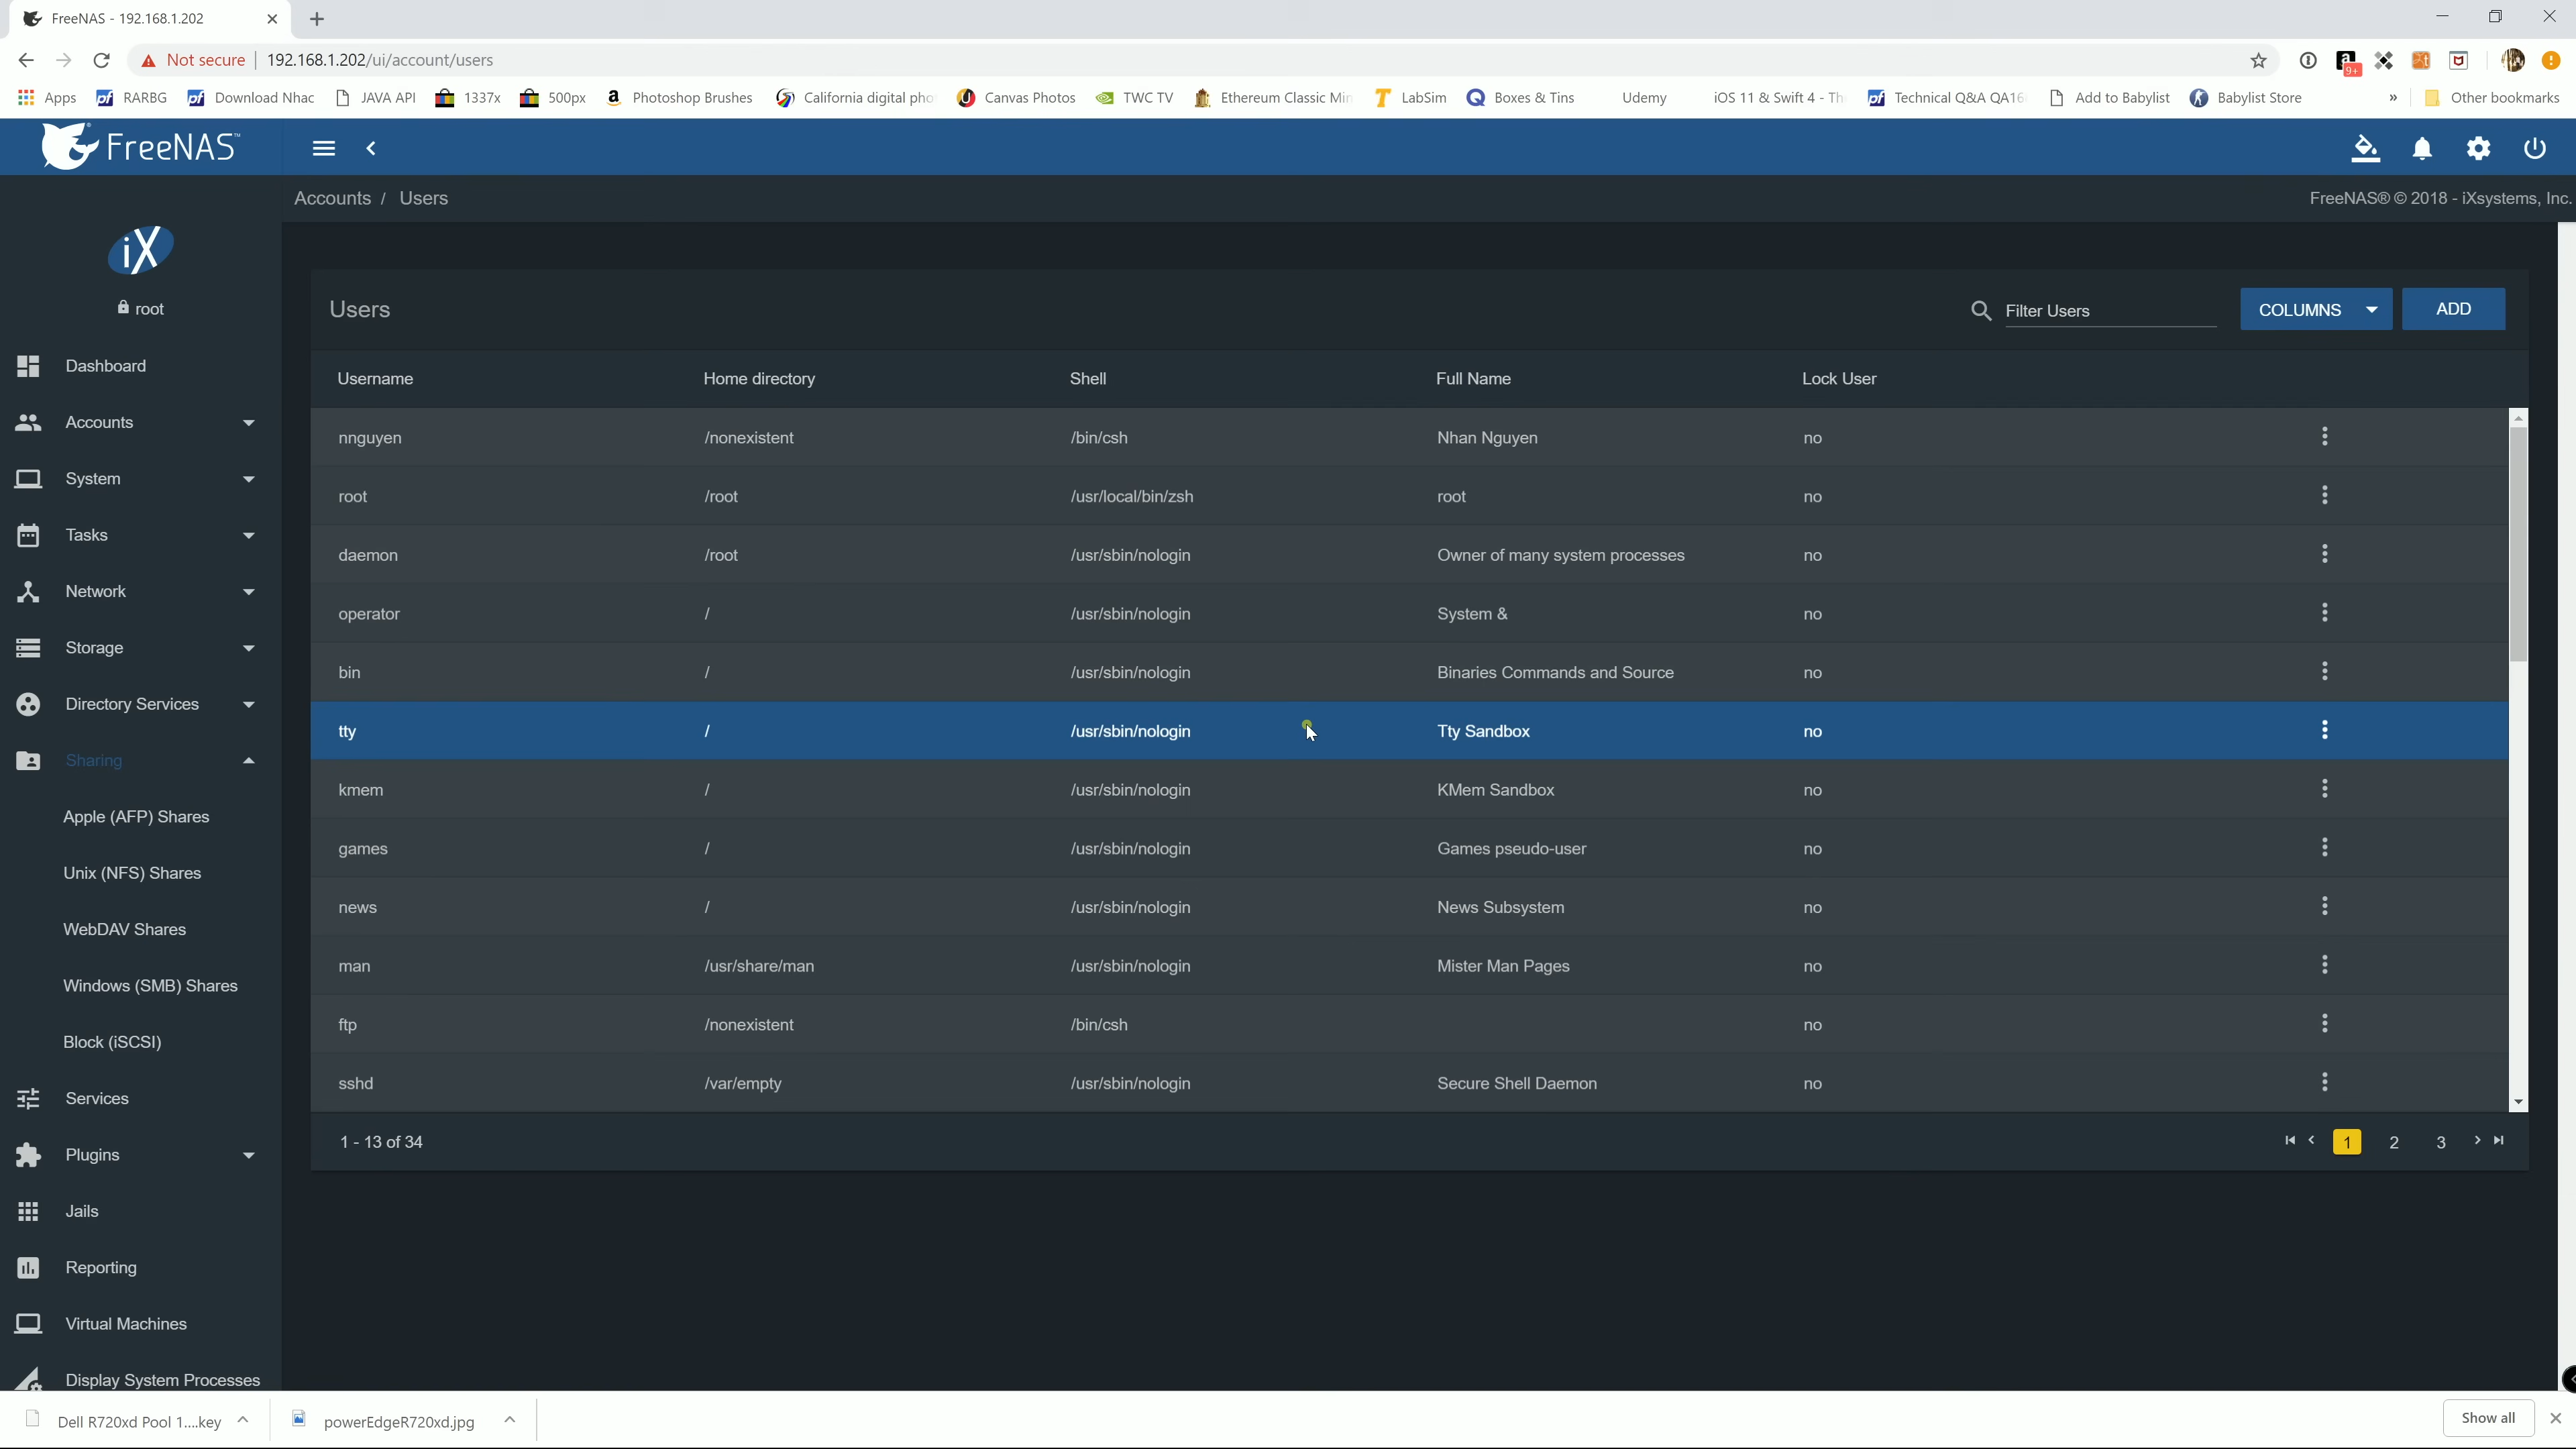 FreeNAS - 192.168.1.202
Not secure 192.168.1.202/ui/account/users
9+
Apps RARBG Download Nhac JAVA API 1337x 500px Photoshop Brushes California digital pho Canvas Photos TWC TV Ethereum Classic Min LabSim Boxes & Tins Udemy iOS 11 & Swift 4 - Th Technical Q&A QA16 Add to Babylist Babylist Store » Other bookmarks
FreeNAS™
Accounts / Users
FreeNAS® © 2018 - iXsystems, Inc.
iX
root
Dashboard
Accounts
System
Tasks
Network
Storage
Directory Services
Sharing
Apple (AFP) Shares
Unix (NFS) Shares
WebDAV Shares
Windows (SMB) Shares
Block (iSCSI)
Services
Plugins
Jails
Reporting
Virtual Machines
Display System Processes
Users Filter Users COLUMNS ADD
Username Home directory Shell Full Name Lock User
nnguyen /nonexistent /bin/csh Nhan Nguyen no
root /root /usr/local/bin/zsh root no
daemon /root /usr/sbin/nologin Owner of many system processes no
operator / /usr/sbin/nologin System & no
bin / /usr/sbin/nologin Binaries Commands and Source no
tty / /usr/sbin/nologin Tty Sandbox no
kmem / /usr/sbin/nologin KMem Sandbox no
games / /usr/sbin/nologin Games pseudo-user no
news / /usr/sbin/nologin News Subsystem no
man /usr/share/man /usr/sbin/nologin Mister Man Pages no
ftp /nonexistent /bin/csh no
sshd /var/empty /usr/sbin/nologin Secure Shell Daemon no
1 - 13 of 34 1 2 3
Dell R720xd Pool 1....key powerEdgeR720xd.jpg Show all